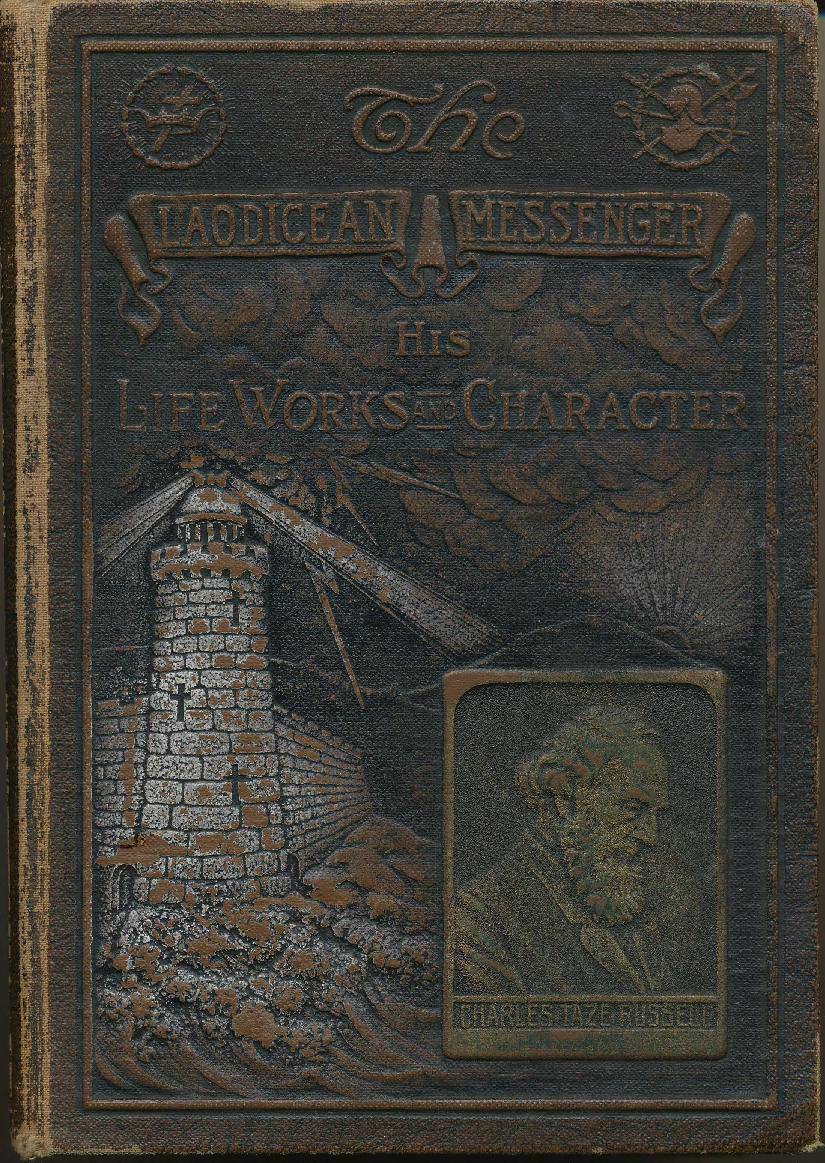 The
LAODICEAN MESSENGER
HIS
LIFE WORKS AND CHARACTER
CHARLES TAZE RUSSELL